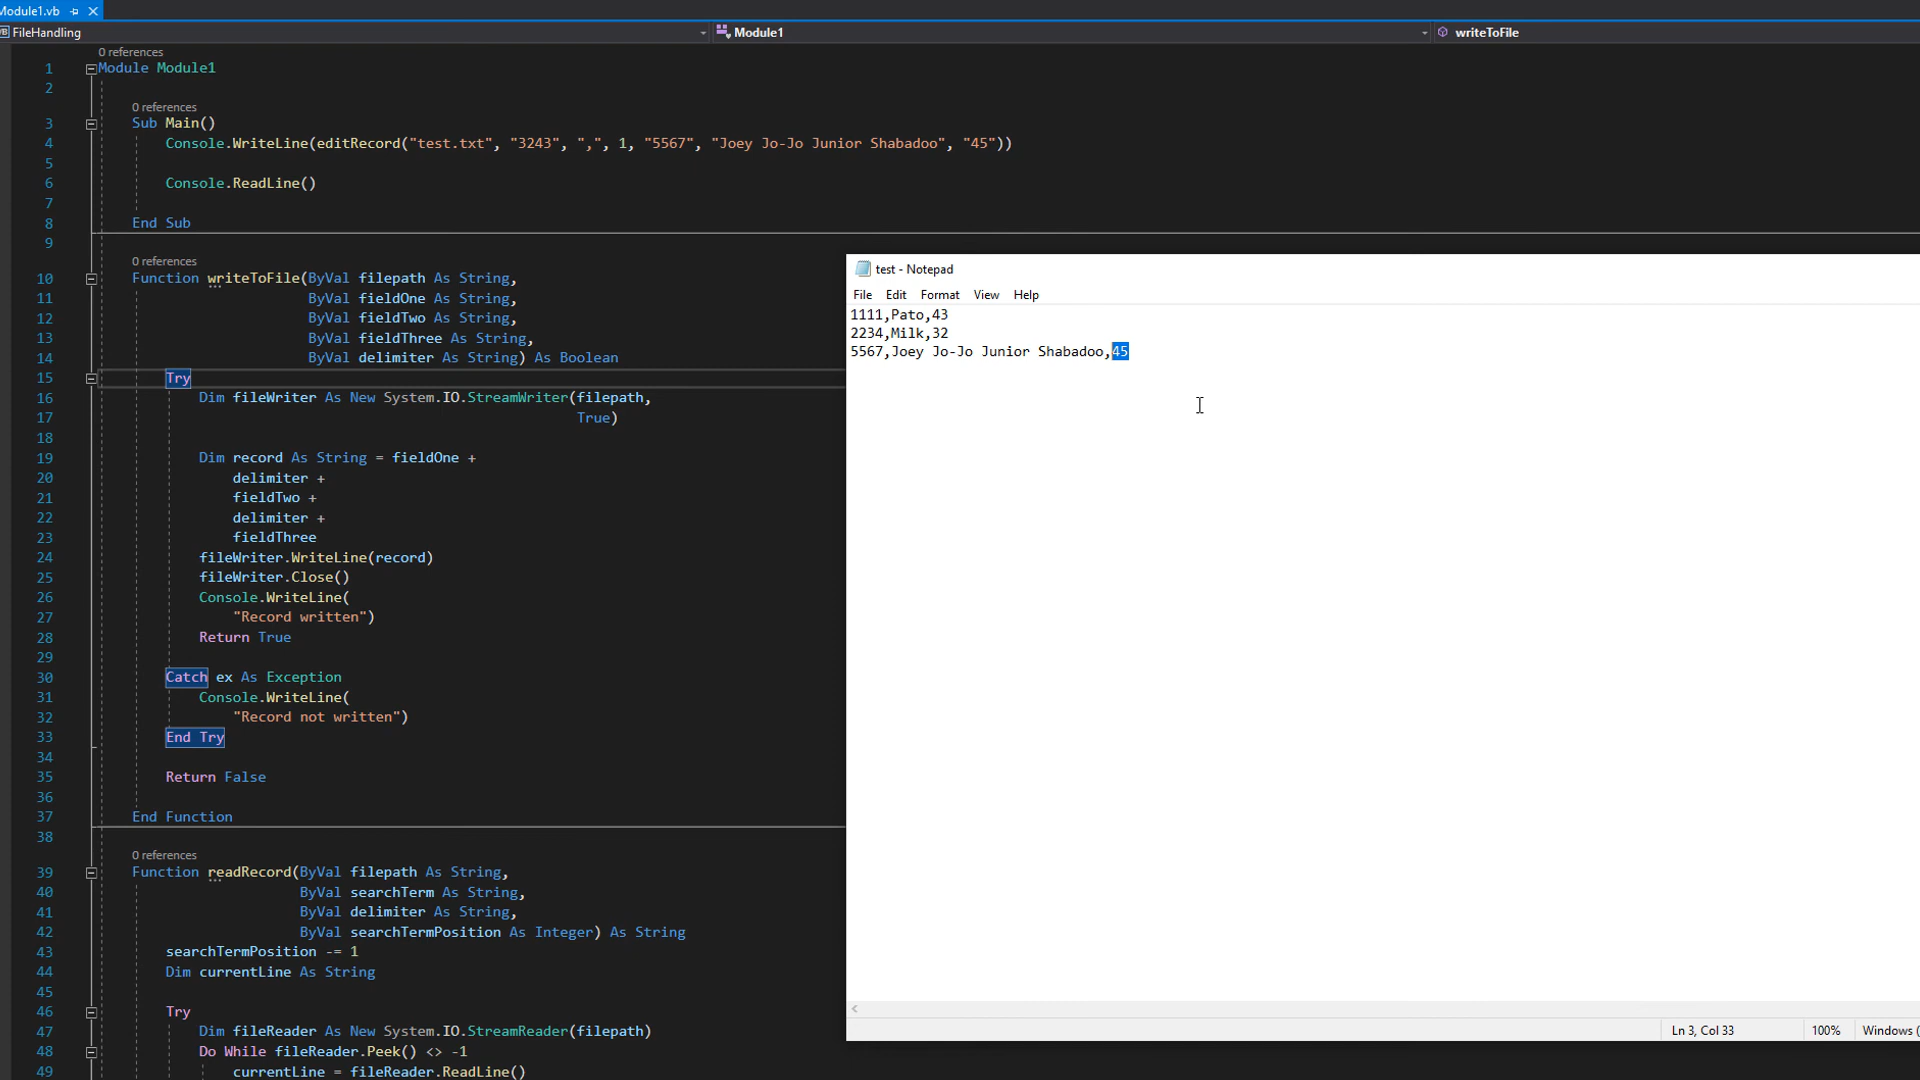 Module1.vb
FileHandling
Module1
writeToFile
0 references
1 Module Module1
2
0 references
3 Sub Main()
4 Console.WriteLine(editRecord("test.txt", "3243", ",", 1, "5567", "Joey Jo-Jo Junior Shabadoo", "45"))
5
6 Console.ReadLine()
7
8 End Sub
9
0 references
10 Function writeToFile(ByVal filepath As String,
11 ByVal fieldOne As String,
12 ByVal fieldTwo As String,
13 ByVal fieldThree As String,
14 ByVal delimiter As String) As Boolean
15 Try
16 Dim fileWriter As New System.IO.StreamWriter(filepath,
17 True)
18
19 Dim record As String = fieldOne +
20 delimiter +
21 fieldTwo +
22 delimiter +
23 fieldThree
24 fileWriter.WriteLine(record)
25 fileWriter.Close()
26 Console.WriteLine(
27 "Record written")
28 Return True
29
30 Catch ex As Exception
31 Console.WriteLine(
32 "Record not written")
33 End Try
34
35 Return False
36
37 End Function
38
0 references
39 Function readRecord(ByVal filepath As String,
40 ByVal searchTerm As String,
41 ByVal delimiter As String,
42 ByVal searchTermPosition As Integer) As String
43 searchTermPosition -= 1
44 Dim currentLine As String
45
46 Try
47 Dim fileReader As New System.IO.StreamReader(filepath)
48 Do While fileReader.Peek() <> -1
49 currentLine = fileReader.ReadLine()
test - Notepad
File Edit Format View Help
1111,Pato,43
2234,Milk,32
5567,Joey Jo-Jo Junior Shabadoo,45
Ln 3, Col 33 100% Windows (